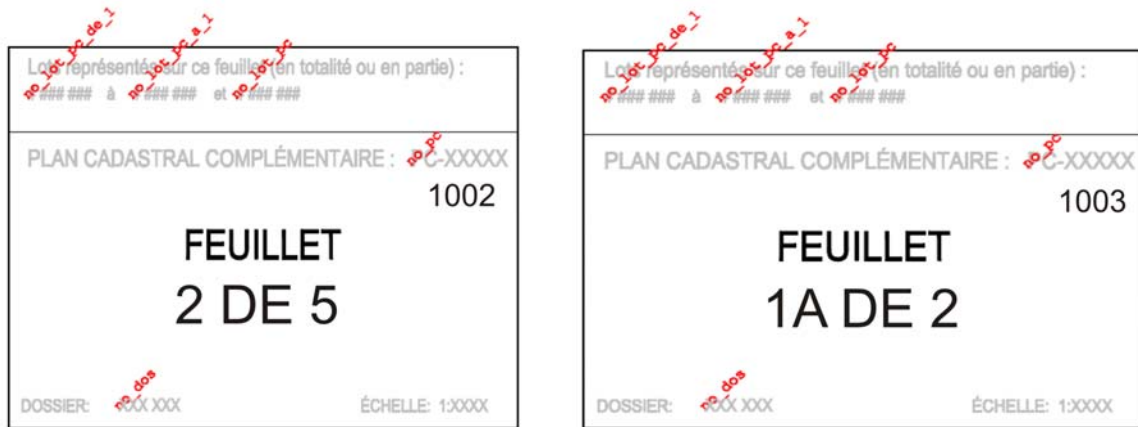 no_lot_pc_de_1 no_lot_pc_a_1 no_lot_pc
Lots représentés sur ce feuillet (en totalité ou en partie) :
# ### ### à # ### ### et # ### ###
PLAN CADASTRAL COMPLÉMENTAIRE : PC-XXXXX
no_pc
1002
FEUILLET
2 DE 5
no_dos
DOSSIER: XXX XXX ÉCHELLE: 1:XXXX
no_lot_pc_de_1 no_lot_pc_a_1 no_lot_pc
Lots représentés sur ce feuillet (en totalité ou en partie) :
# ### ### à # ### ### et # ### ###
PLAN CADASTRAL COMPLÉMENTAIRE : PC-XXXXX
no_pc
1003
FEUILLET
1A DE 2
no_dos
DOSSIER: XXX XXX ÉCHELLE: 1:XXXX